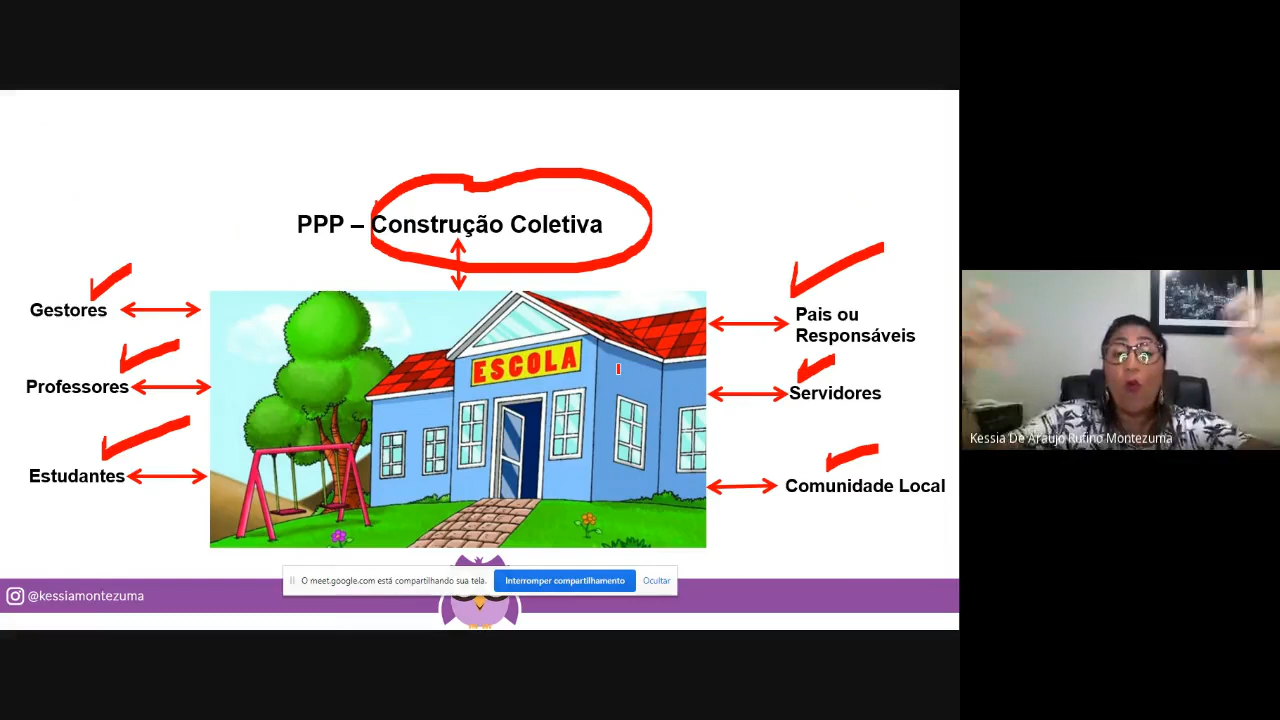 PPP – Construção Coletiva
Gestores
Professores
Estudantes
ESCOLA
Pais ou
Responsáveis
Servidores
Comunidade Local
Kessia De Araujo Rufino Montezuma
O meet.google.com está compartilhando sua tela.
Interromper compartilhamento
Ocultar
@kessiamontezuma